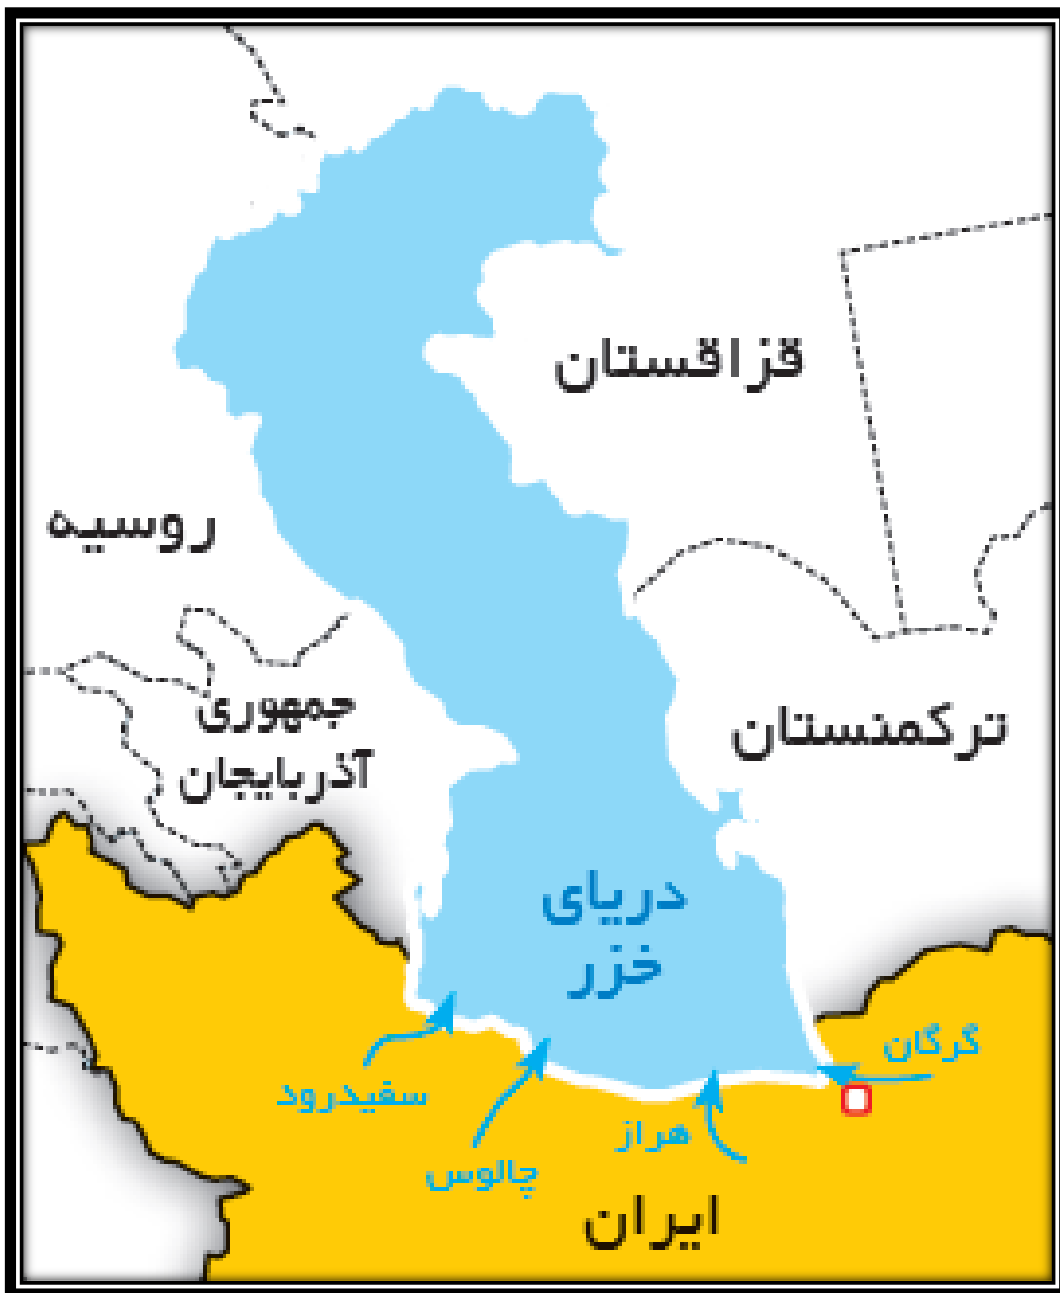 قزاقستان
روسیه
جمهوری
آذربایجان
ترکمنستان
دریای
خزر
گرگان
سفیدرود
هراز
چالوس
ایران